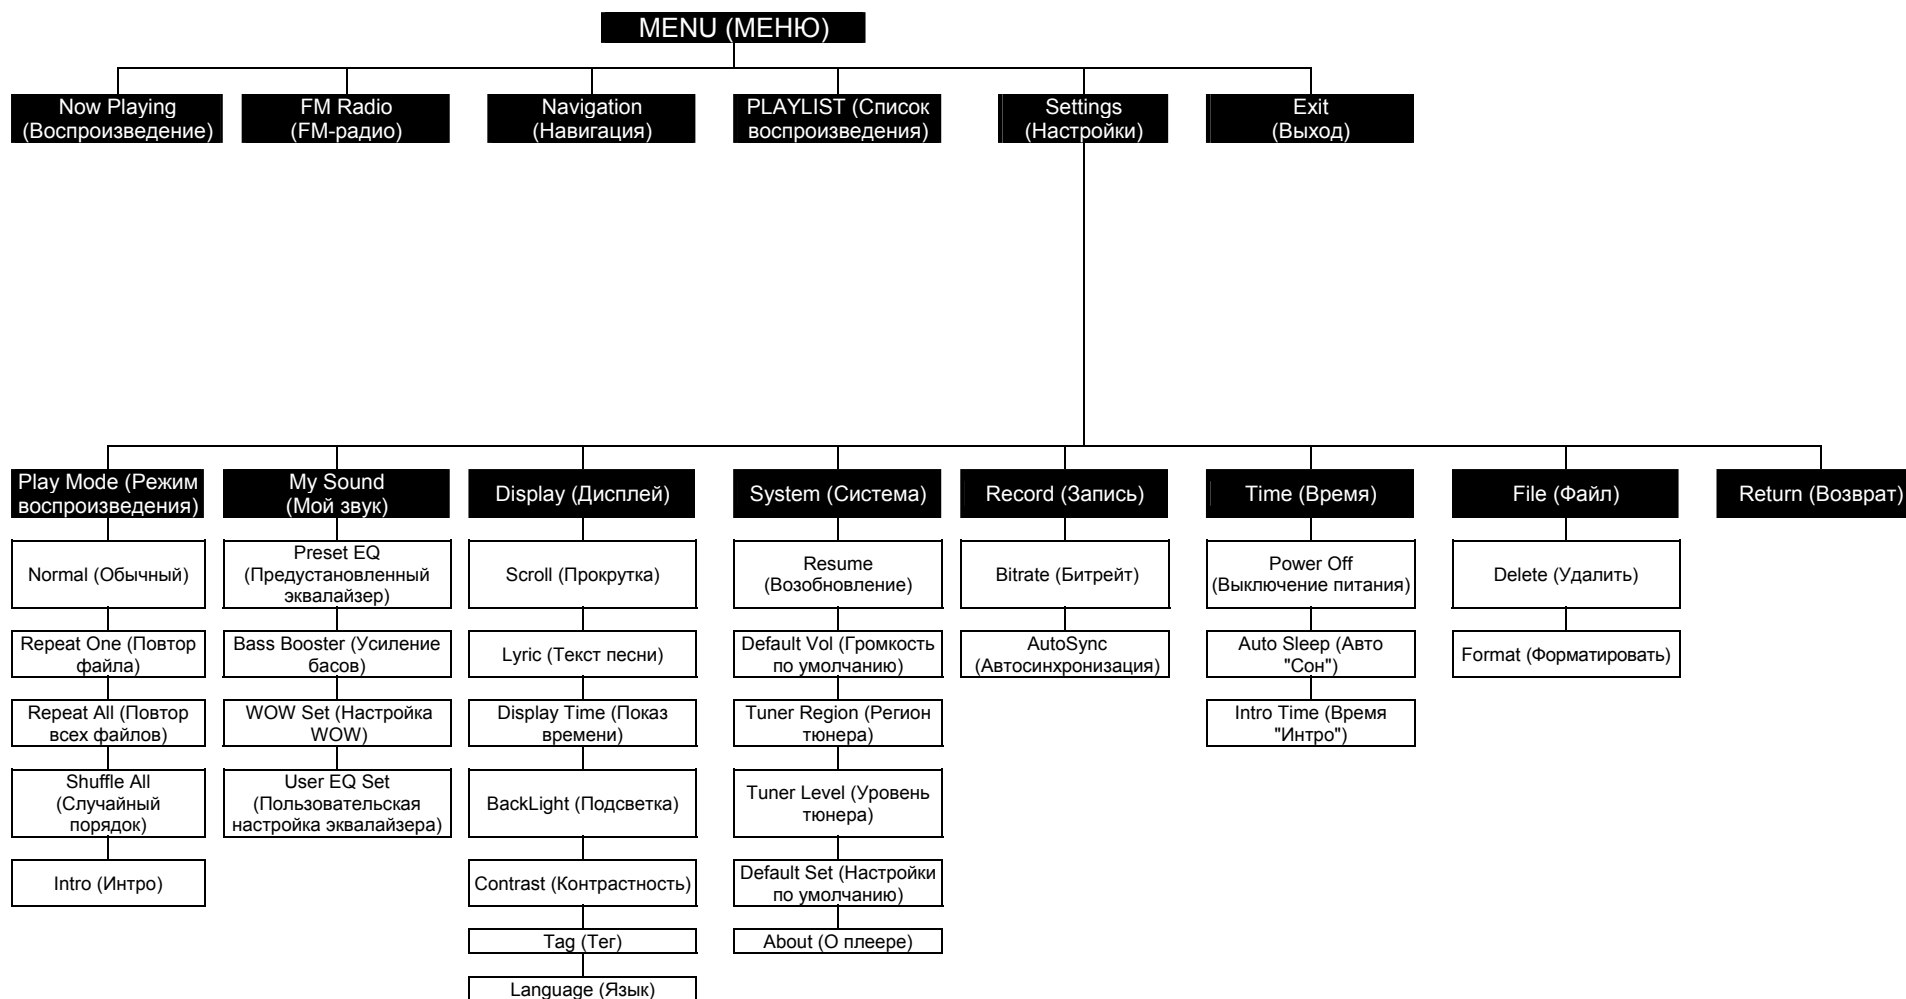 MENU (МЕНЮ)
Now Playing
(Воспроизведение)
FM Radio
(FM-радио)
Navigation
(Навигация)
PLAYLIST (Список
воспроизведения)
Settings
(Настройки)
Exit
(Выход)
Play Mode (Режим
воспроизведения)
My Sound
(Мой звук)
Display (Дисплей)
System (Система)
Record (Запись)
Time (Время)
File (Файл)
Return (Возврат)
Normal (Обычный)
Preset EQ
(Предустановленный
эквалайзер)
Scroll (Прокрутка)
Resume
(Возобновление)
Bitrate (Битрейт)
Power Off
(Выключение питания)
Delete (Удалить)
Repeat One (Повтор
файла)
Bass Booster (Усиление
басов)
Lyric (Текст песни)
Default Vol (Громкость
по умолчанию)
AutoSync
(Автосинхронизация)
Auto Sleep (Авто
"Сон")
Format (Форматировать)
Repeat All (Повтор
всех файлов)
WOW Set (Настройка
WOW)
Display Time (Показ
времени)
Tuner Region (Регион
тюнера)
Intro Time (Время
"Интро")
Shuffle All
(Случайный
порядок)
User EQ Set
(Пользовательская
настройка эквалайзера)
BackLight (Подсветка)
Tuner Level (Уровень
тюнера)
Intro (Интро)
Contrast (Контрастность)
Default Set (Настройки
по умолчанию)
Tag (Тег)
About (О плеере)
Language (Язык)